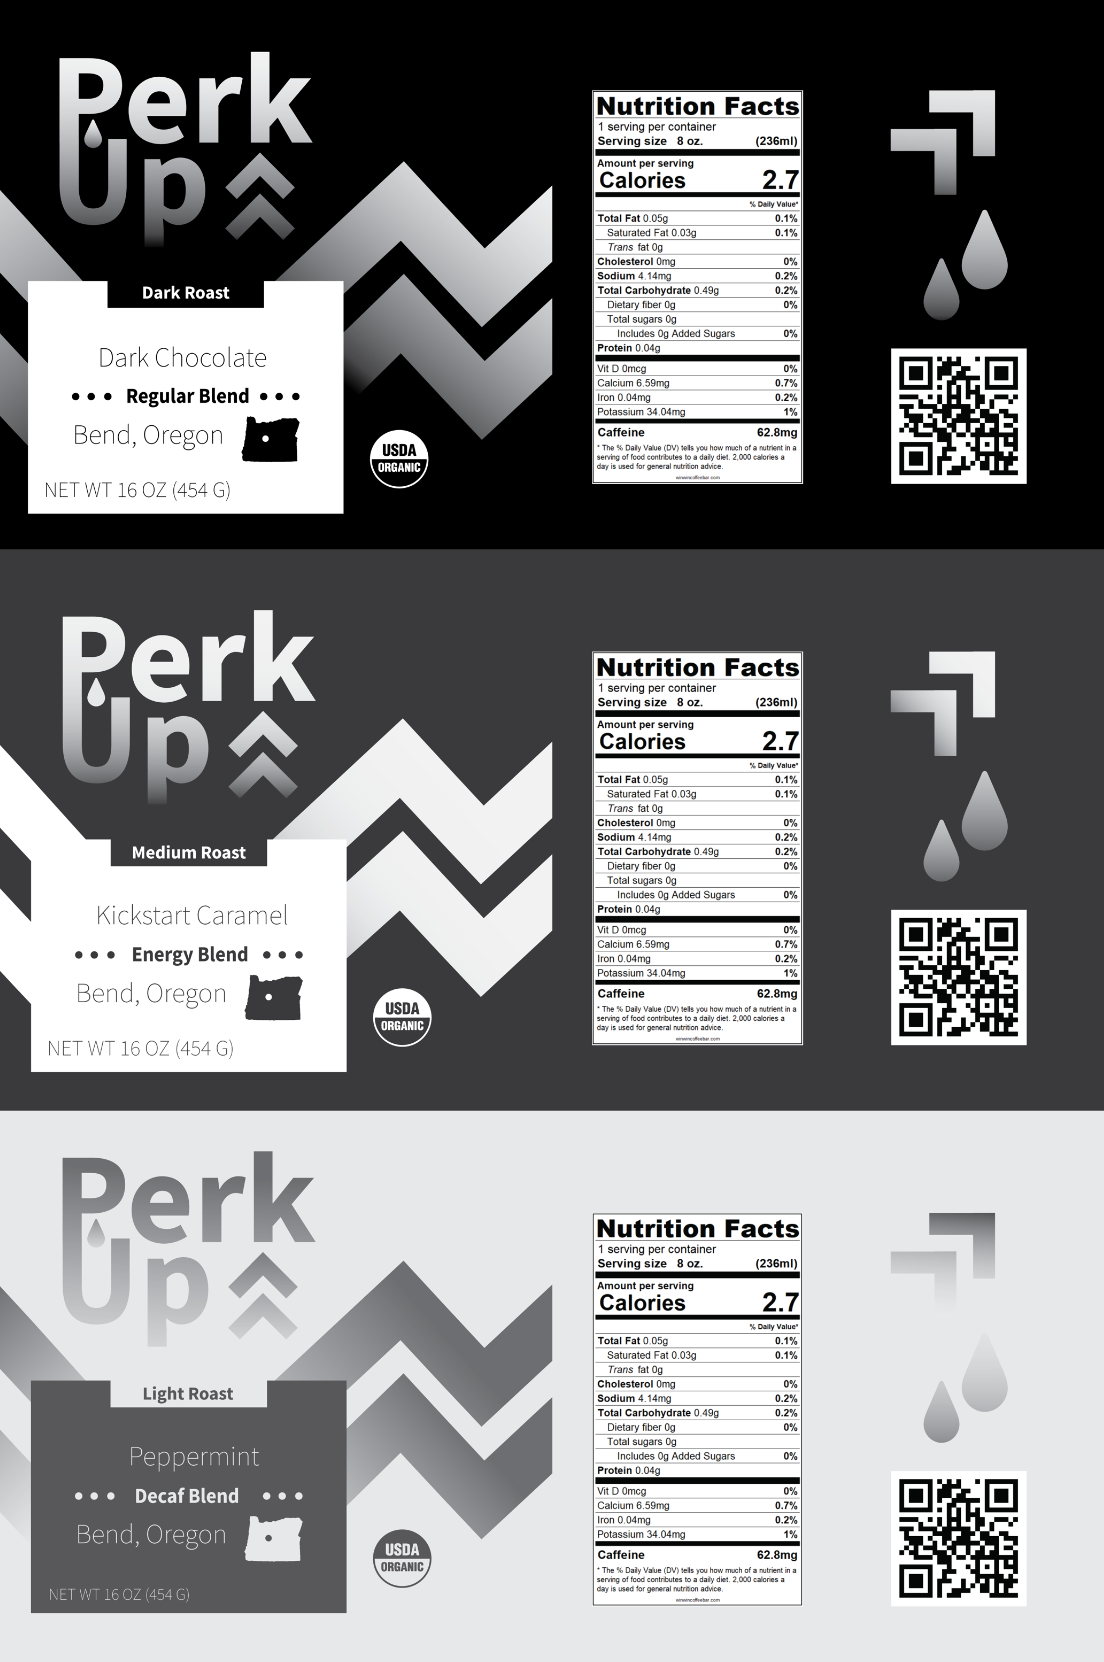 Perk
Up
Dark Roast
Dark Chocolate
Regular Blend
Bend, Oregon
NET WT 16 OZ (454 G)
USDA
ORGANIC
Nutrition Facts
1 serving per container
Serving size 8 oz. (236ml)
Amount per serving
Calories 2.7
% Daily Value*
Total Fat 0.05g 0.1%
Saturated Fat 0.03g 0.1%
Trans fat 0g
Cholesterol 0mg 0%
Sodium 4.14mg 0.2%
Total Carbohydrate 0.49g 0.2%
Dietary fiber 0g 0%
Total sugars 0g
Includes 0g Added Sugars 0%
Protein 0.04g
Vit D 0mcg 0%
Calcium 6.59mg 0.7%
Iron 0.04mg 0.2%
Potassium 34.04mg 1%
Caffeine 62.8mg
* The % Daily Value (DV) tells you how much of a nutrient in a
serving of food contributes to a daily diet. 2,000 calories a
day is used for general nutrition advice.
winwincoffeebar.com
Perk
Up
Medium Roast
Kickstart Caramel
Energy Blend
Bend, Oregon
NET WT 16 OZ (454 G)
USDA
ORGANIC
Nutrition Facts
1 serving per container
Serving size 8 oz. (236ml)
Amount per serving
Calories 2.7
% Daily Value*
Total Fat 0.05g 0.1%
Saturated Fat 0.03g 0.1%
Trans fat 0g
Cholesterol 0mg 0%
Sodium 4.14mg 0.2%
Total Carbohydrate 0.49g 0.2%
Dietary fiber 0g 0%
Total sugars 0g
Includes 0g Added Sugars 0%
Protein 0.04g
Vit D 0mcg 0%
Calcium 6.59mg 0.7%
Iron 0.04mg 0.2%
Potassium 34.04mg 1%
Caffeine 62.8mg
* The % Daily Value (DV) tells you how much of a nutrient in a
serving of food contributes to a daily diet. 2,000 calories a
day is used for general nutrition advice.
winwincoffeebar.com
Perk
Up
Light Roast
Peppermint
Decaf Blend
Bend, Oregon
NET WT 16 OZ (454 G)
USDA
ORGANIC
Nutrition Facts
1 serving per container
Serving size 8 oz. (236ml)
Amount per serving
Calories 2.7
% Daily Value*
Total Fat 0.05g 0.1%
Saturated Fat 0.03g 0.1%
Trans fat 0g
Cholesterol 0mg 0%
Sodium 4.14mg 0.2%
Total Carbohydrate 0.49g 0.2%
Dietary fiber 0g 0%
Total sugars 0g
Includes 0g Added Sugars 0%
Protein 0.04g
Vit D 0mcg 0%
Calcium 6.59mg 0.7%
Iron 0.04mg 0.2%
Potassium 34.04mg 1%
Caffeine 62.8mg
* The % Daily Value (DV) tells you how much of a nutrient in a
serving of food contributes to a daily diet. 2,000 calories a
day is used for general nutrition advice.
winwincoffeebar.com